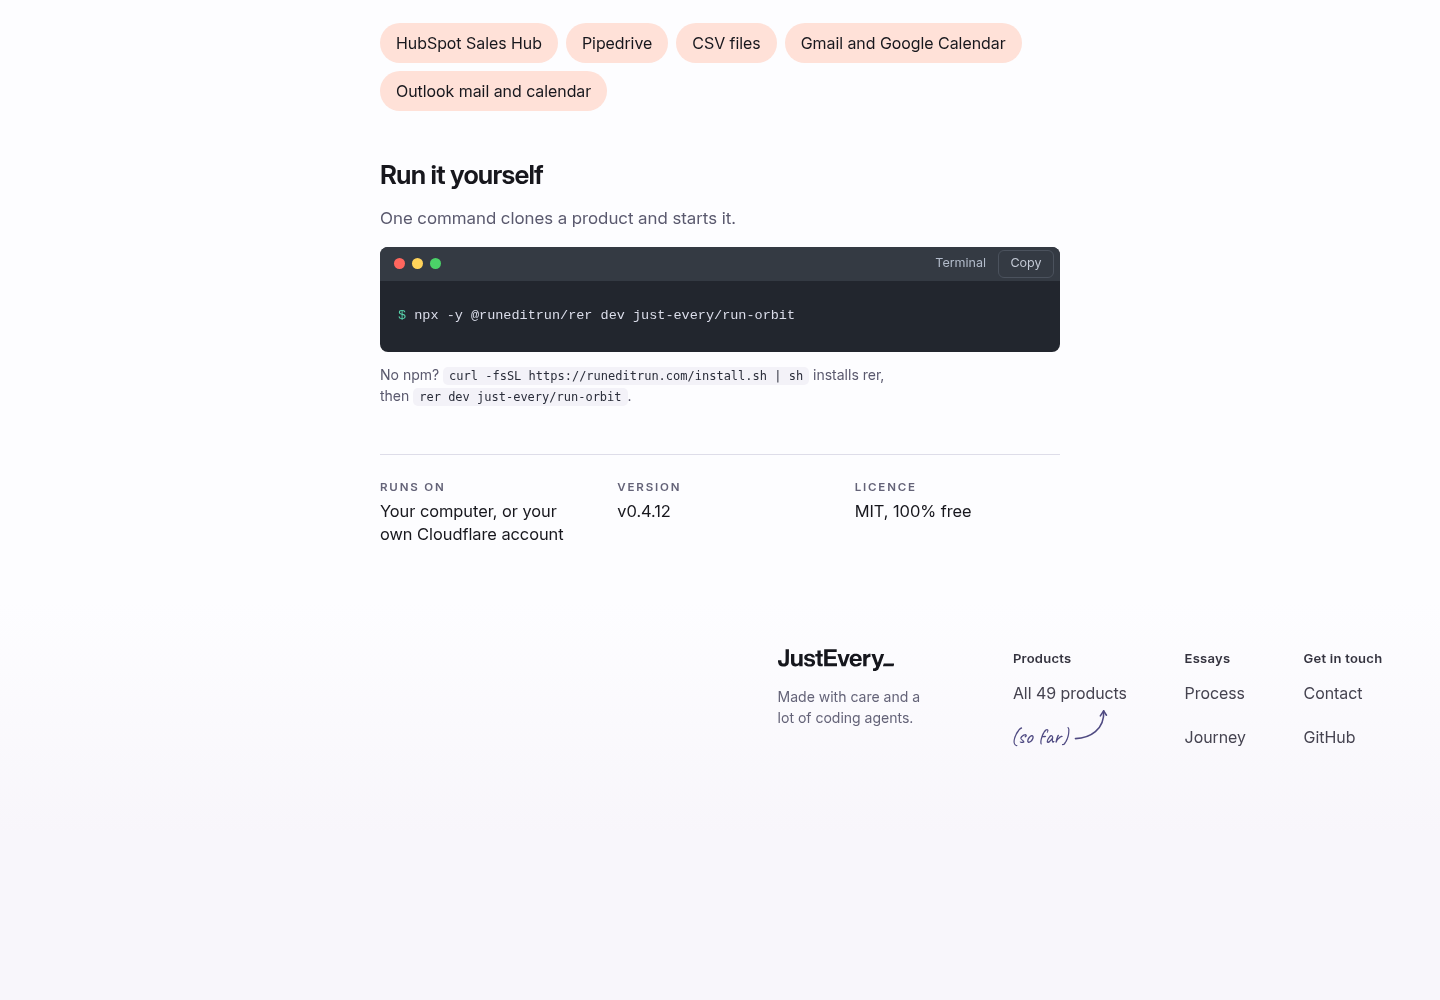 HubSpot Sales Hub
Pipedrive
CSV files
Gmail and Google Calendar
Outlook mail and calendar
Run it yourself
One command clones a product and starts it.
Terminal
Copy
$ npx -y @runeditrun/rer dev just-every/run-orbit
No npm? curl -fsSL https://runeditrun.com/install.sh | sh installs rer,
then rer dev just-every/run-orbit.
RUNS ON
Your computer, or your
own Cloudflare account
VERSION
v0.4.12
LICENCE
MIT, 100% free
JustEvery_
Made with care and a
lot of coding agents.
Products
All 49 products
(so far)
Essays
Process
Journey
Get in touch
Contact
GitHub